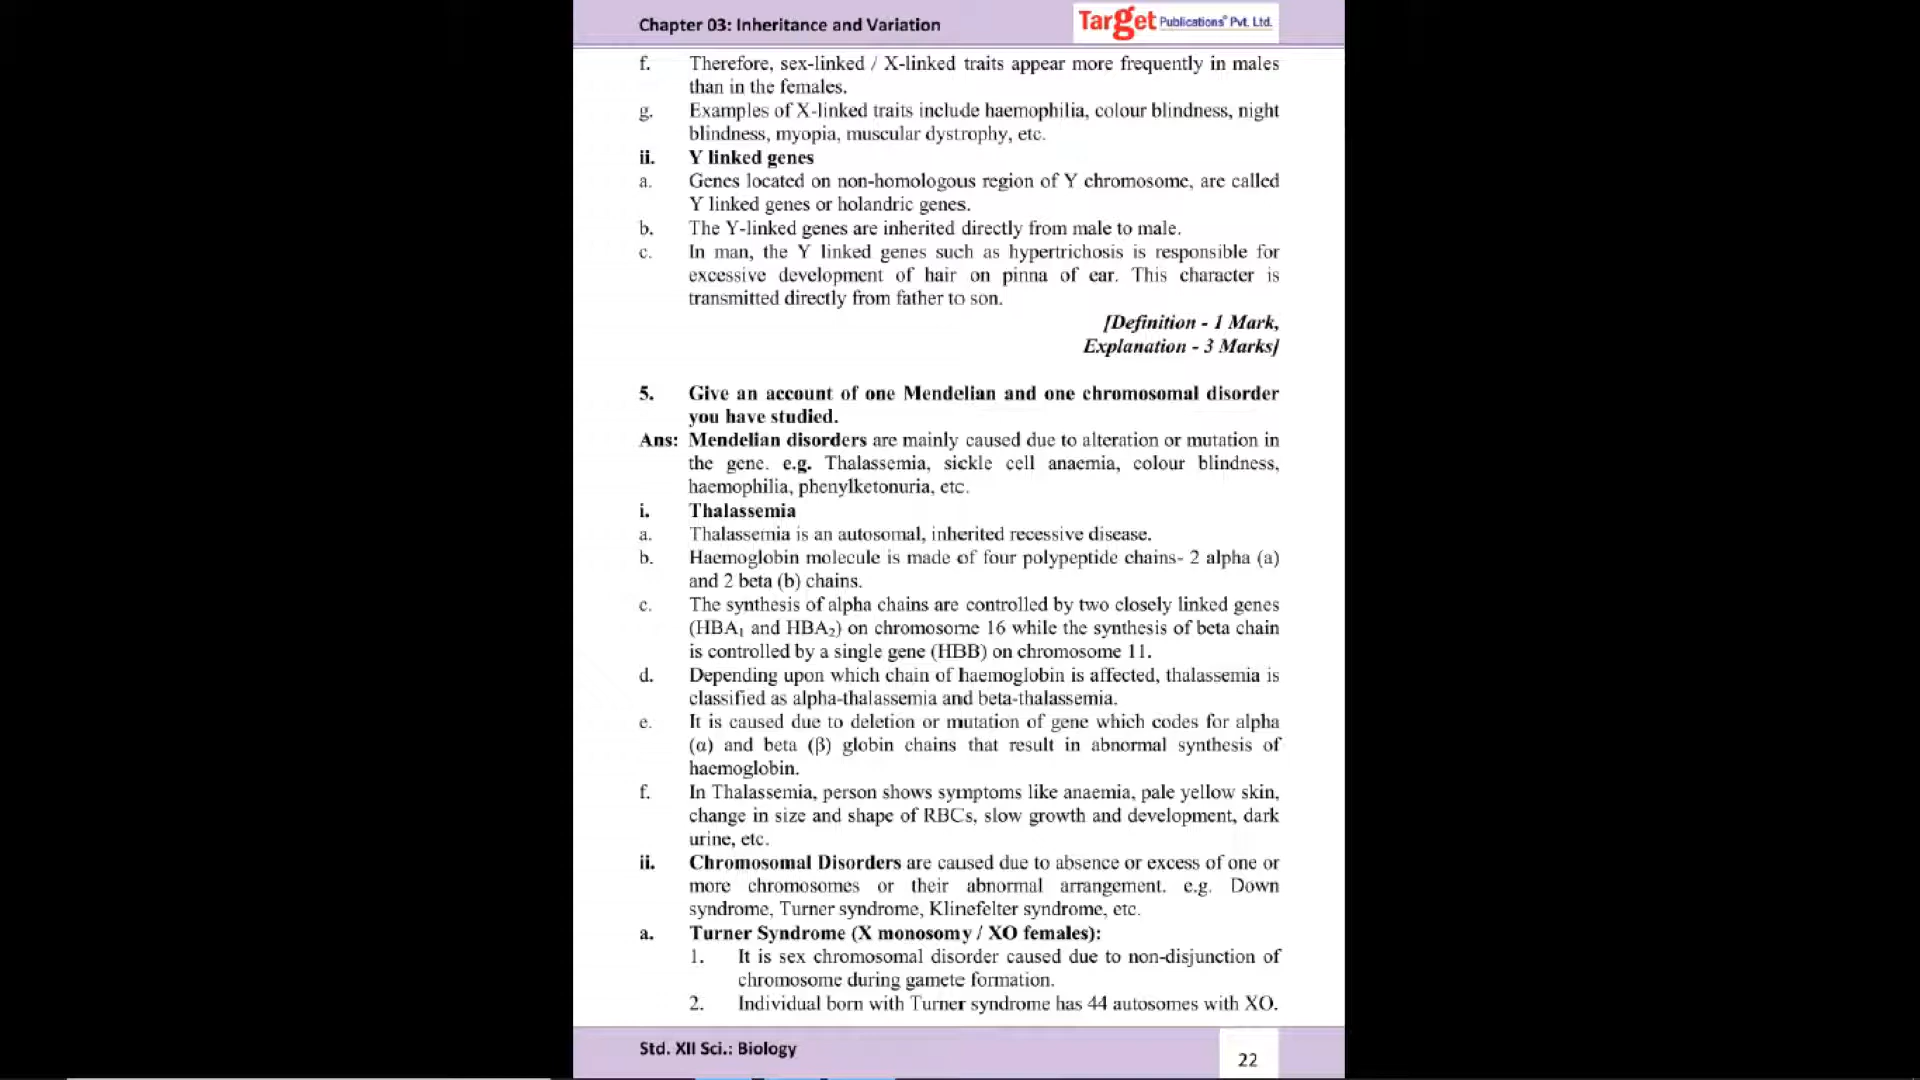 Chapter 03: Inheritance and Variation
Target Publications® Pvt. Ltd.
f. Therefore, sex-linked / X-linked traits appear more frequently in males
than in the females.
g. Examples of X-linked traits include haemophilia, colour blindness, night
blindness, myopia, muscular dystrophy, etc.
ii. Y linked genes
a. Genes located on non-homologous region of Y chromosome, are called
Y linked genes or holandric genes.
b. The Y-linked genes are inherited directly from male to male.
c. In man, the Y linked genes such as hypertrichosis is responsible for
excessive development of hair on pinna of ear. This character is
transmitted directly from father to son.
[Definition - 1 Mark,
Explanation - 3 Marks]
5. Give an account of one Mendelian and one chromosomal disorder
you have studied.
Ans: Mendelian disorders are mainly caused due to alteration or mutation in
the gene. e.g. Thalassemia, sickle cell anaemia, colour blindness,
haemophilia, phenylketonuria, etc.
i. Thalassemia
a. Thalassemia is an autosomal, inherited recessive disease.
b. Haemoglobin molecule is made of four polypeptide chains- 2 alpha (a)
and 2 beta (b) chains.
c. The synthesis of alpha chains are controlled by two closely linked genes
(HBA₁ and HBA₂) on chromosome 16 while the synthesis of beta chain
is controlled by a single gene (HBB) on chromosome 11.
d. Depending upon which chain of haemoglobin is affected, thalassemia is
classified as alpha-thalassemia and beta-thalassemia.
e. It is caused due to deletion or mutation of gene which codes for alpha
(α) and beta (β) globin chains that result in abnormal synthesis of
haemoglobin.
f. In Thalassemia, person shows symptoms like anaemia, pale yellow skin,
change in size and shape of RBCs, slow growth and development, dark
urine, etc.
ii. Chromosomal Disorders are caused due to absence or excess of one or
more chromosomes or their abnormal arrangement. e.g. Down
syndrome, Turner syndrome, Klinefelter syndrome, etc.
a. Turner Syndrome (X monosomy / XO females):
1. It is sex chromosomal disorder caused due to non-disjunction of
chromosome during gamete formation.
2. Individual born with Turner syndrome has 44 autosomes with XO.
Std. XII Sci.: Biology
22